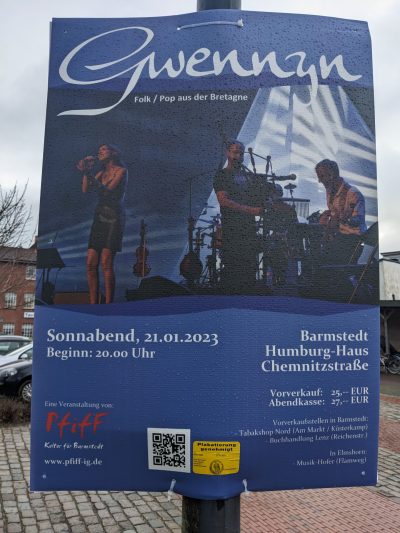 Gwennyn
Folk / Pop aus der Bretagne
Sonnabend, 21.01.2023
Beginn: 20.00 Uhr
Barmstedt
Humburg-Haus
Chemnitzstraße
Vorverkauf: 25,-- EUR
Abendkasse: 27,-- EUR
Vorverkaufsstellen in Barmstedt:
- Tabakshop Nord (Am Markt / Küsterkamp)
- Buchhandlung Lenz (Reichenstr.)
In Elmshorn:
- Musik-Hofer (Flamweg)
Eine Veranstaltung von:
Pfiff
Kultur für Barmstedt
www.pfiff-ig.de
Plakatierung
genehmigt